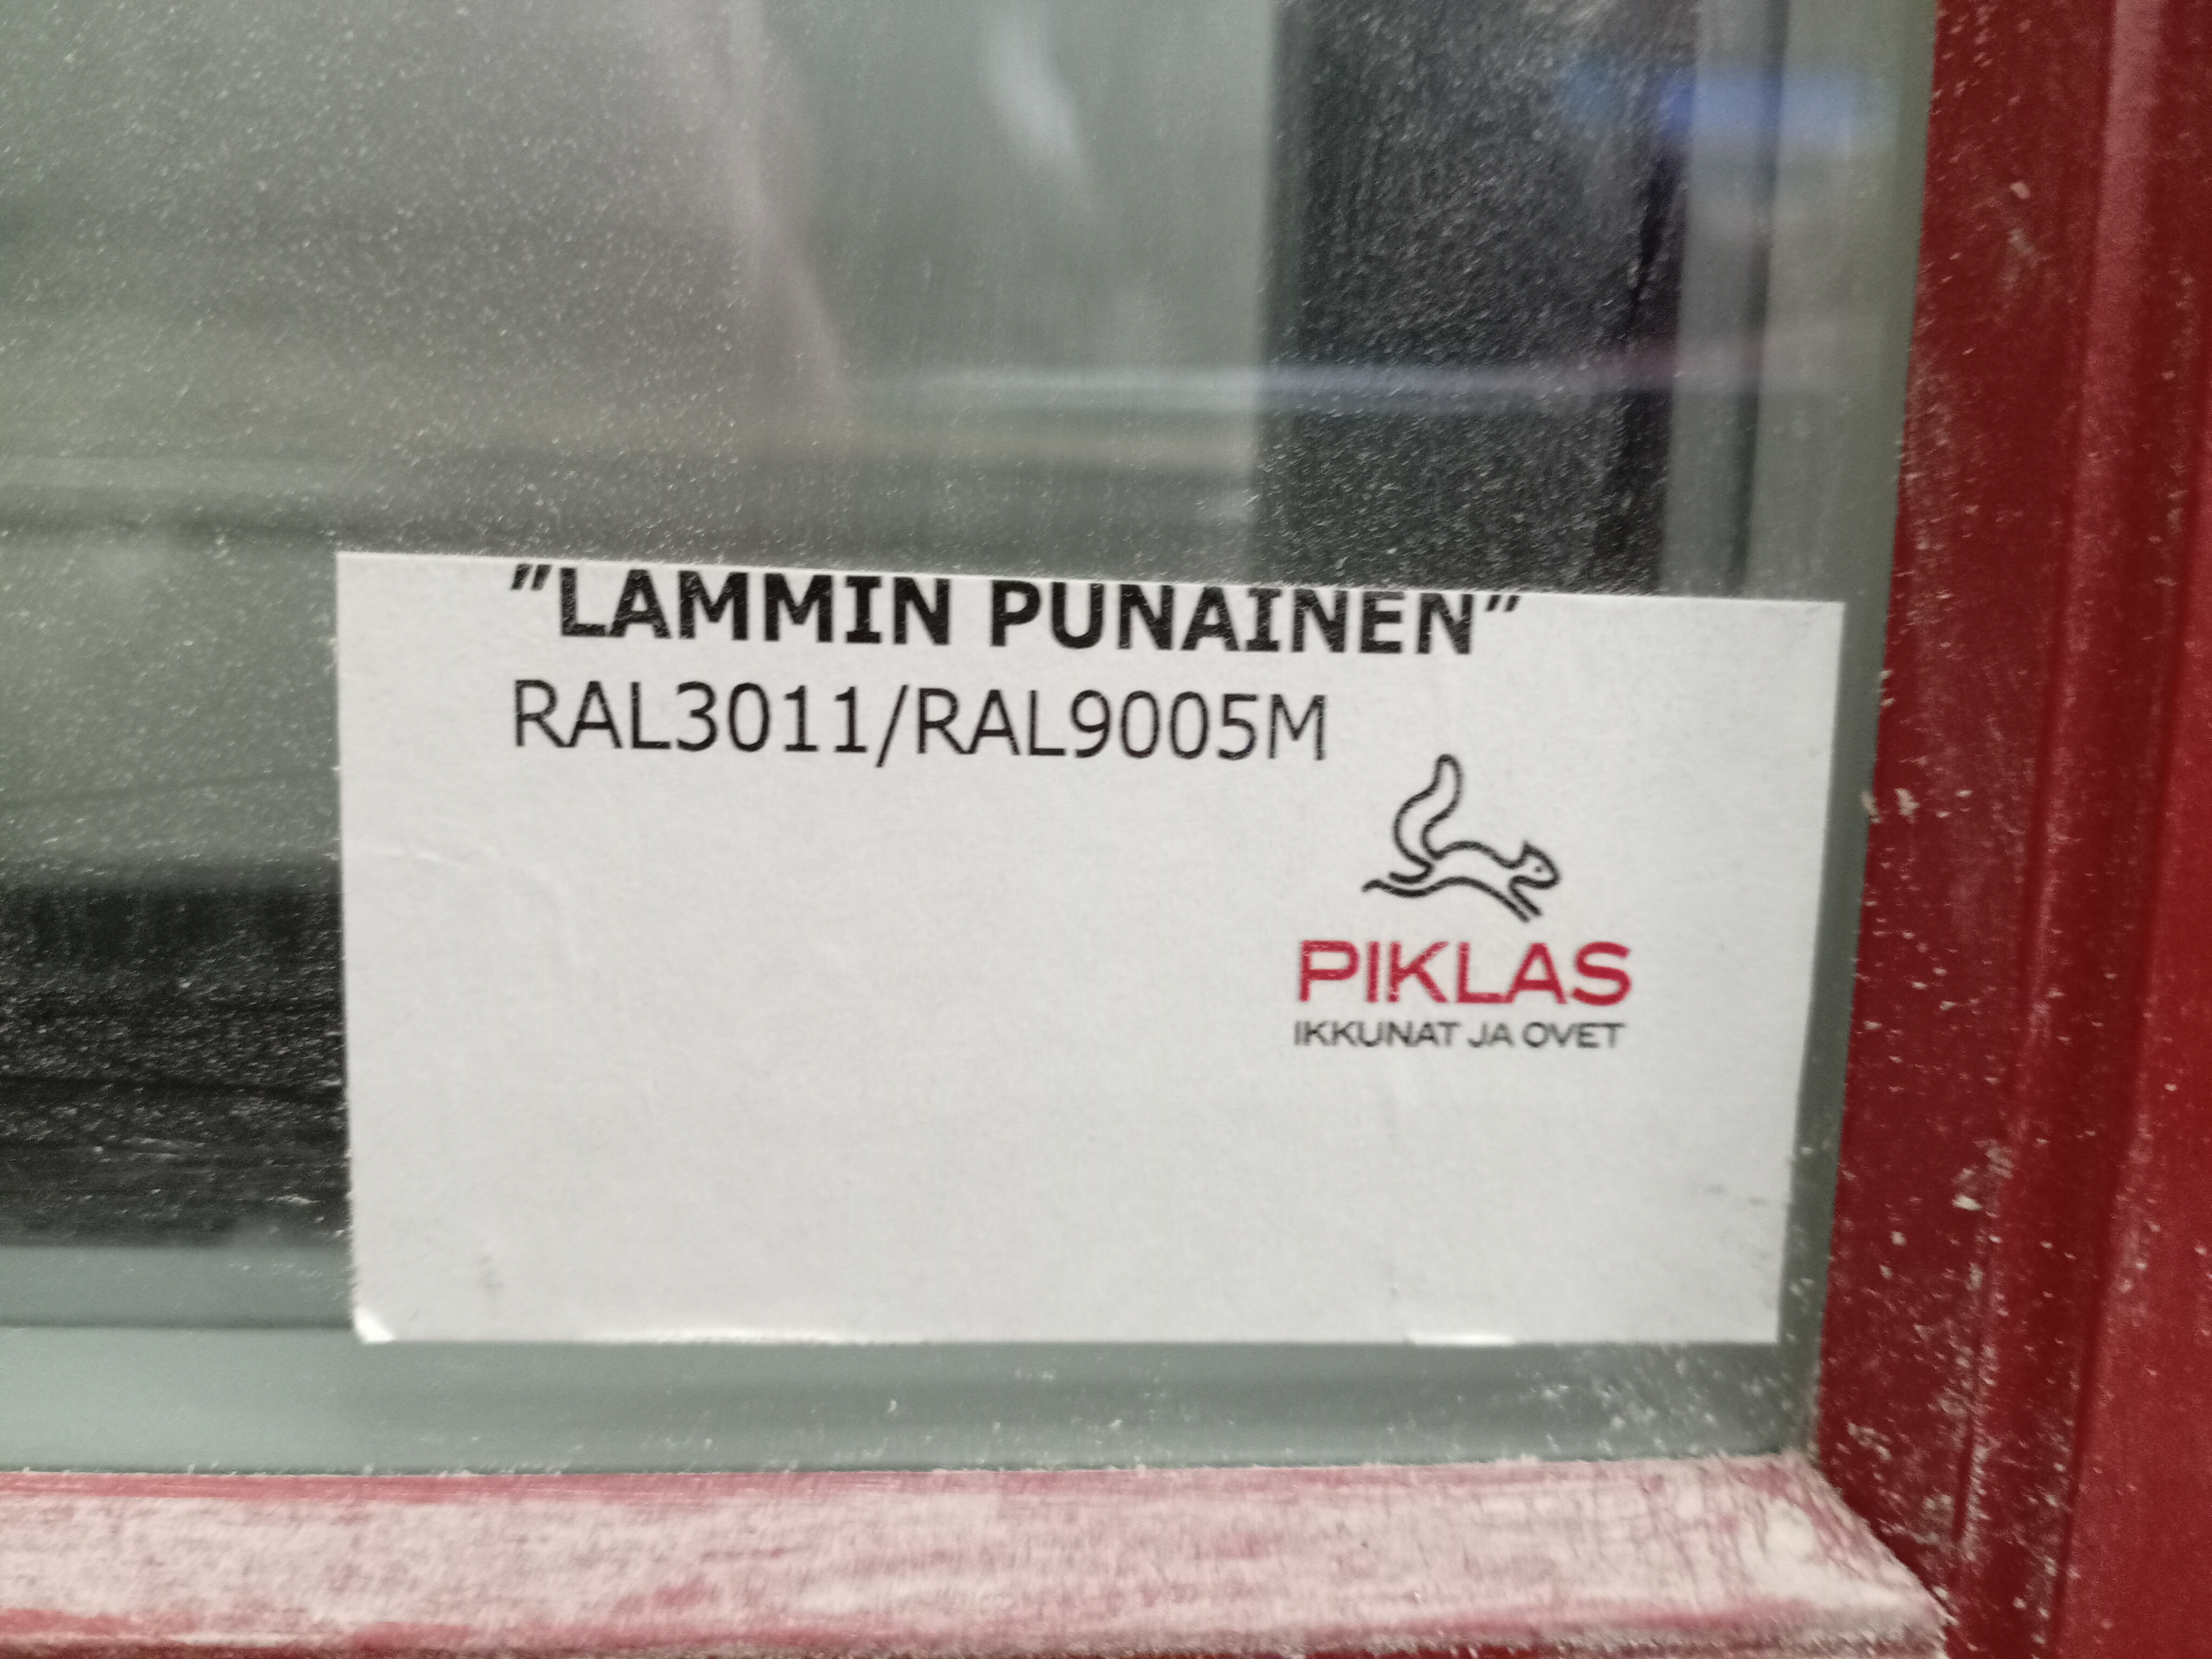 "LAMMIN PUNAINEN"
RAL3011/RAL9005M
PIKLAS
IKKUNAT JA OVET